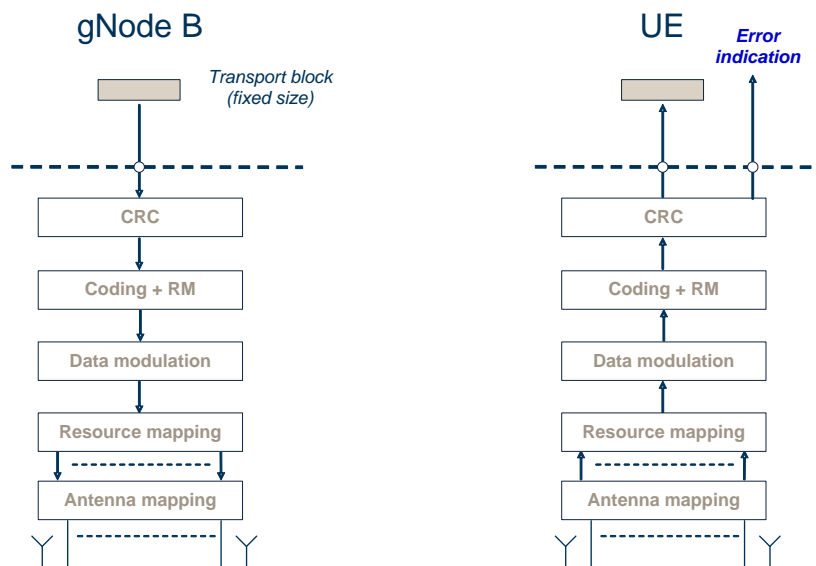 gNode B
Transport block
(fixed size)
CRC
Coding + RM
Data modulation
Resource mapping
Antenna mapping
UE
Error
indication
CRC
Coding + RM
Data modulation
Resource mapping
Antenna mapping